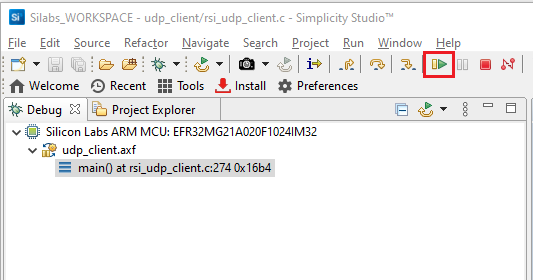 Si Silabs_WORKSPACE - udp_client/rsi_udp_client.c - Simplicity Studio™
File Edit Source Refactor Navigate Search Project Run Window Help
Welcome Recent Tools Install Preferences
Debug Project Explorer
Silicon Labs ARM MCU: EFR32MG21A020F1024IM32
udp_client.axf
main() at rsi_udp_client.c:274 0x16b4